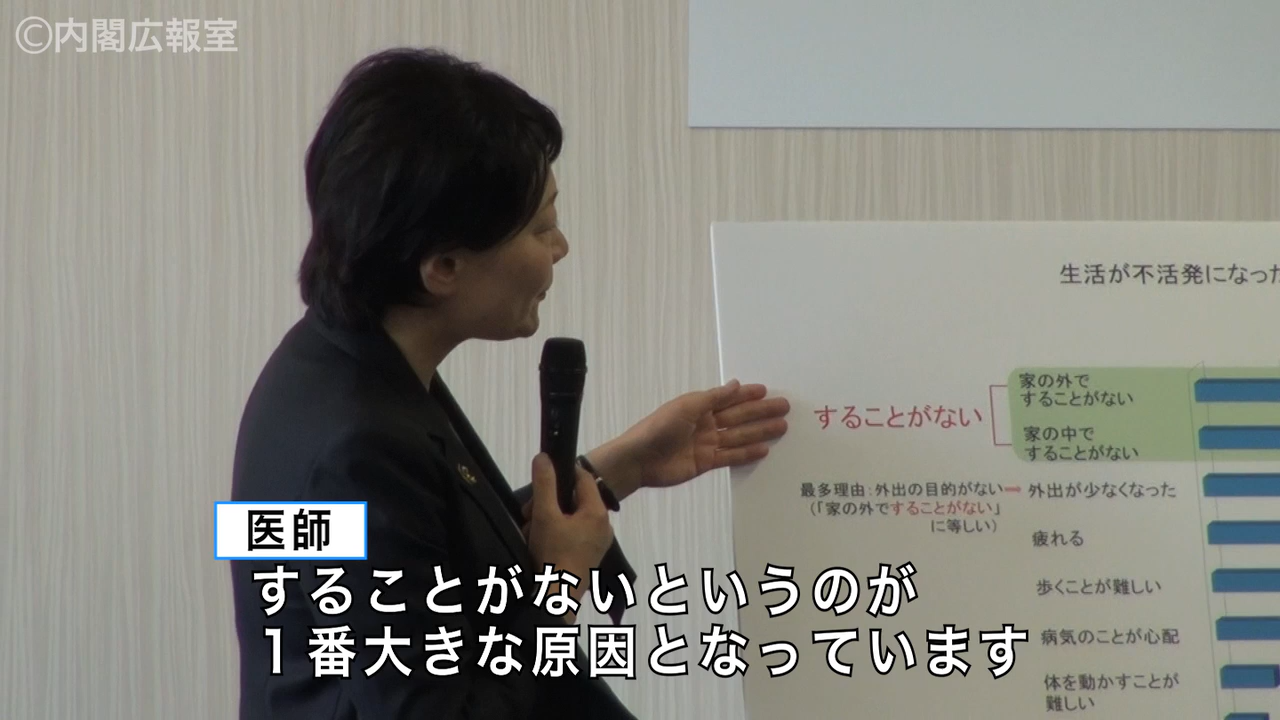 ©内閣広報室
生活が不活発になった
家の外で
することがない
することがない
家の中で
することがない
最多理由：外出の目的がない➡外出が少なくなった
（「家の外ですることがない」
に等しい）
疲れる
歩くことが難しい
病気のことが心配
体を動かすことが
難しい
医師
することがないというのが
１番大きな原因となっています